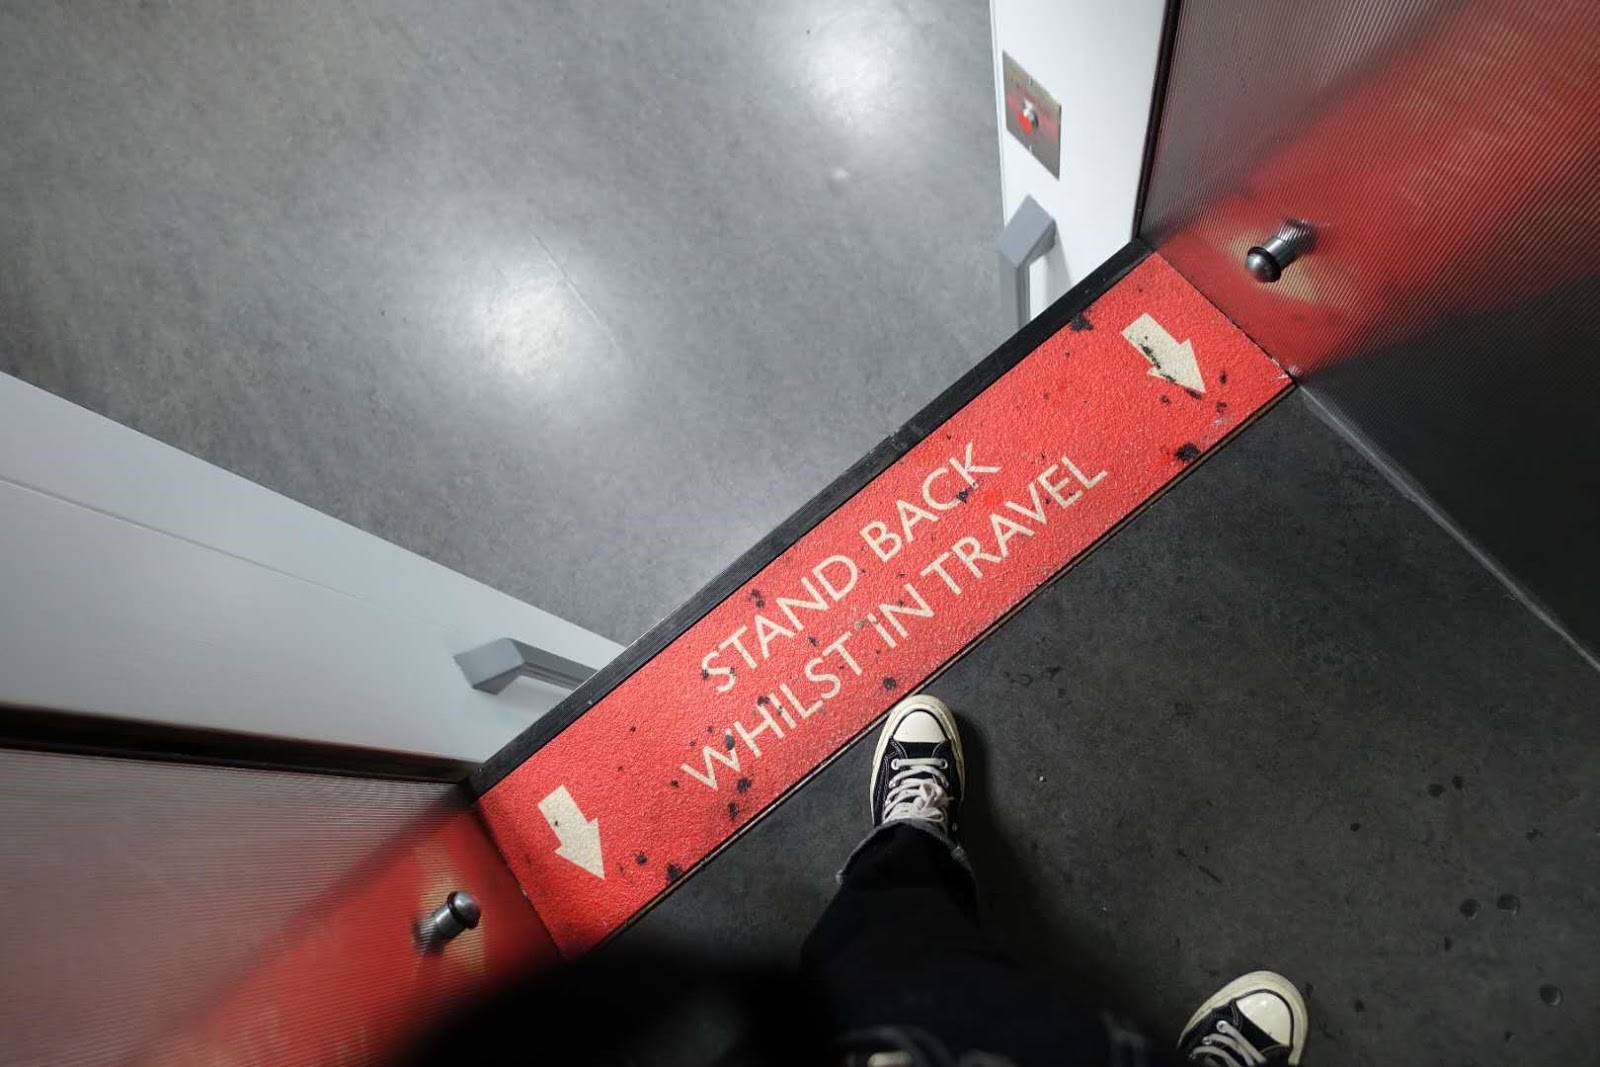 STAND BACK
WHILST IN TRAVEL